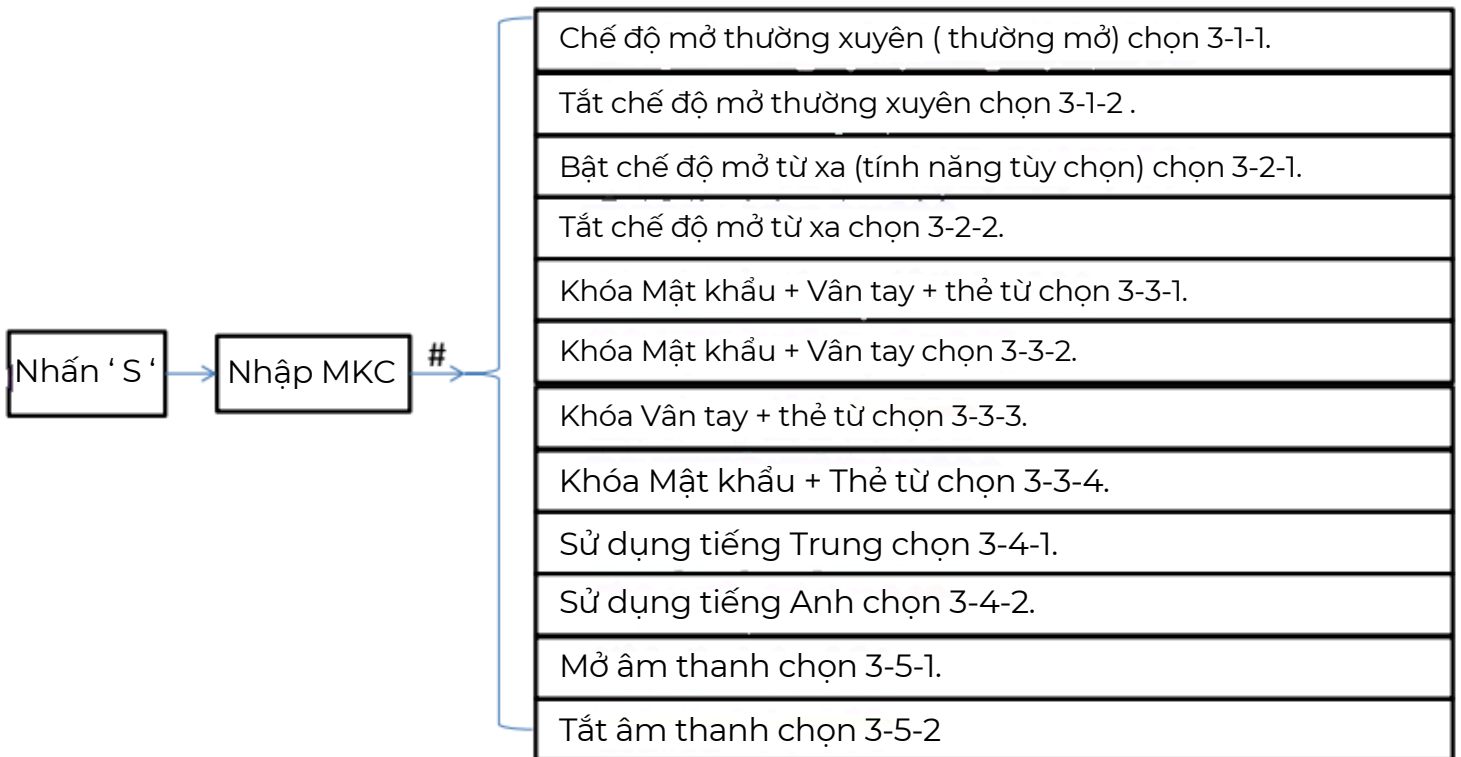 Chế độ mở thường xuyên ( thường mở) chọn 3-1-1.
Tắt chế độ mở thường xuyên chọn 3-1-2 .
Bật chế độ mở từ xa (tính năng tùy chọn) chọn 3-2-1.
Tắt chế độ mở từ xa chọn 3-2-2.
Khóa Mật khẩu + Vân tay + thẻ từ chọn 3-3-1.
Khóa Mật khẩu + Vân tay chọn 3-3-2.
Nhấn ‘ S ‘
Nhập MKC
#
Khóa Vân tay + thẻ từ chọn 3-3-3.
Khóa Mật khẩu + Thẻ từ chọn 3-3-4.
Sử dụng tiếng Trung chọn 3-4-1.
Sử dụng tiếng Anh chọn 3-4-2.
Mở âm thanh chọn 3-5-1.
Tắt âm thanh chọn 3-5-2